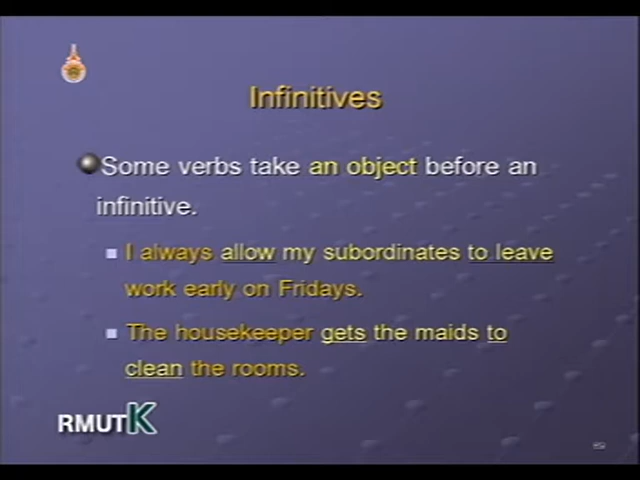 Infinitives
Some verbs take an object before an
infinitive.
I always allow my subordinates to leave
work early on Fridays.
The housekeeper gets the maids to
clean the rooms.
RMUTK